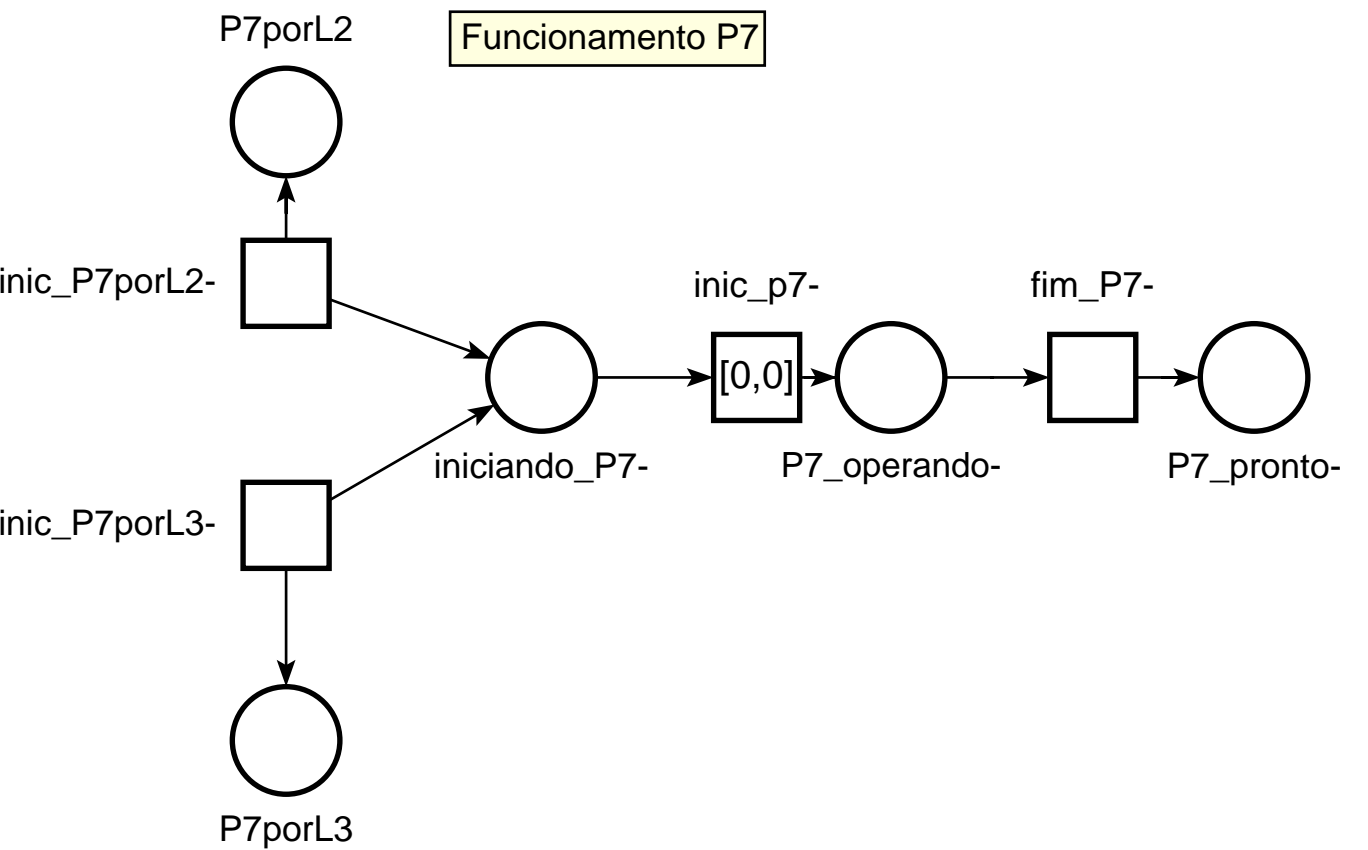 P7porL2
Funcionamento P7
inic_P7porL2-
inic_p7-
fim_P7-
[0,0]
iniciando_P7-
P7_operando-
P7_pronto-
inic_P7porL3-
P7porL3